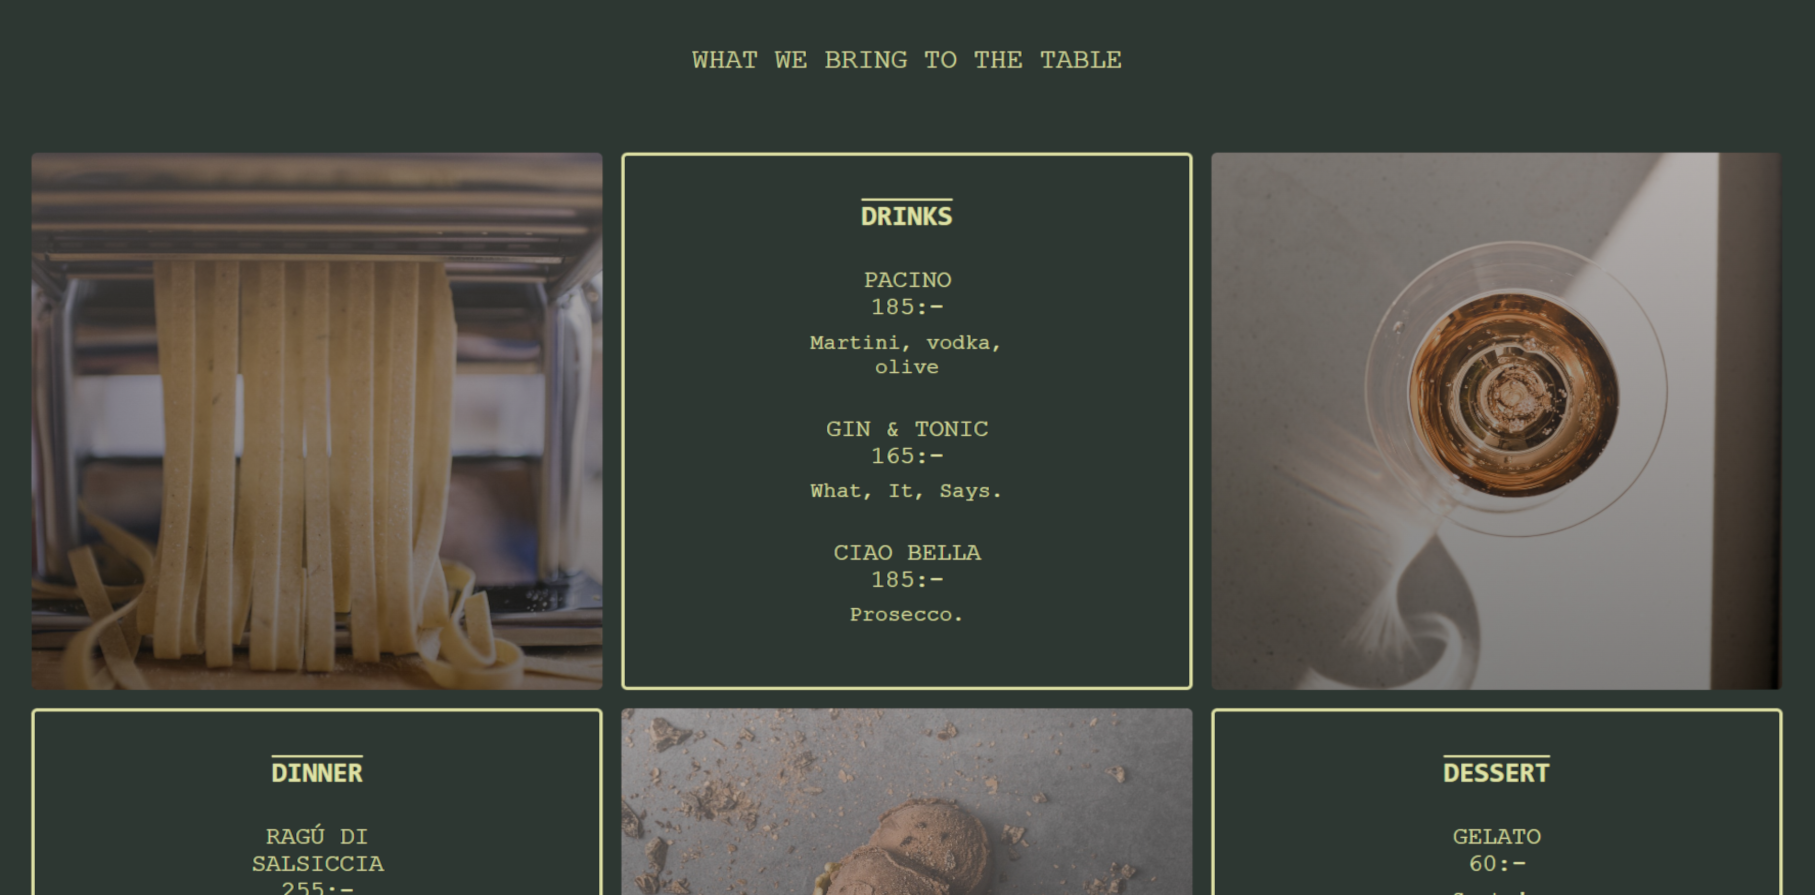 WHAT WE BRING TO THE TABLE
DRINKS
PACINO
185:-
Martini, vodka,
olive
GIN & TONIC
165:-
What, It, Says.
CIAO BELLA
185:-
Prosecco.
DINNER
RAGÚ DI
SALSICCIA
255:-
DESSERT
GELATO
60:-